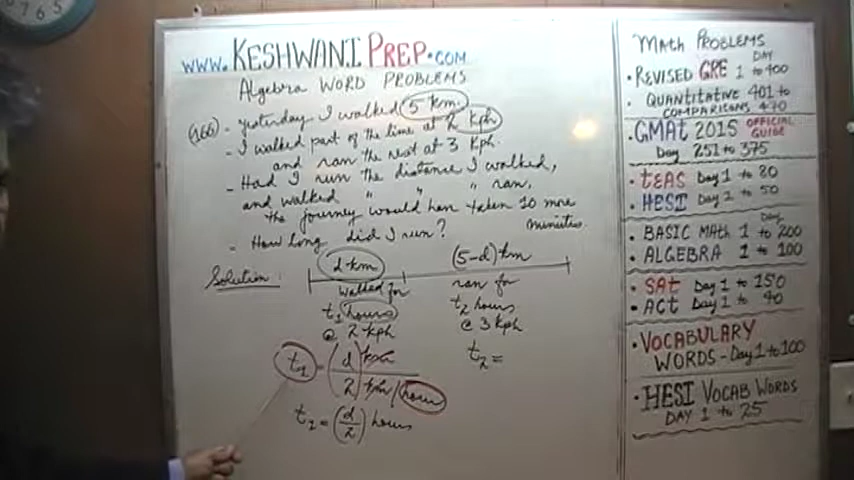 www.KESHWANIPREP.com
Algebra WORD PROBLEMS
(166) - Yesterday I walked 5 km.
- I walked part of the time at 2 kph
and ran the rest at 3 kph.
- Had I run the distance I walked,
and walked " " " ran,
the journey would have taken 10 more
minutes.
- How long did I run?
Solution:
d km (5-d) km
walked for ran for
t1 hours t2 hours
@ 2 kph @ 3 kph
t1 = (d km / 2 km/hour) t2 =
t2 = (d/2) hours
Math PROBLEMS
DAY
• REVISED GRE 1 to 400
• QUANTITATIVE 401 to
COMPARISONS 470
• GMAt 2015 OFFICIAL GUIDE
Day 251 to 375
• tEAS Day 1 to 80
• HESI Day 1 to 50
Day
• BASIC MAth 1 to 200
• ALGEBRA 1 to 100
• SAt Day 1 to 150
• ACt Day 1 to 40
• VOCABULARY
WORDS - Day 1 to 100
• HESI VOCAB WORDS
DAY 1 to 25